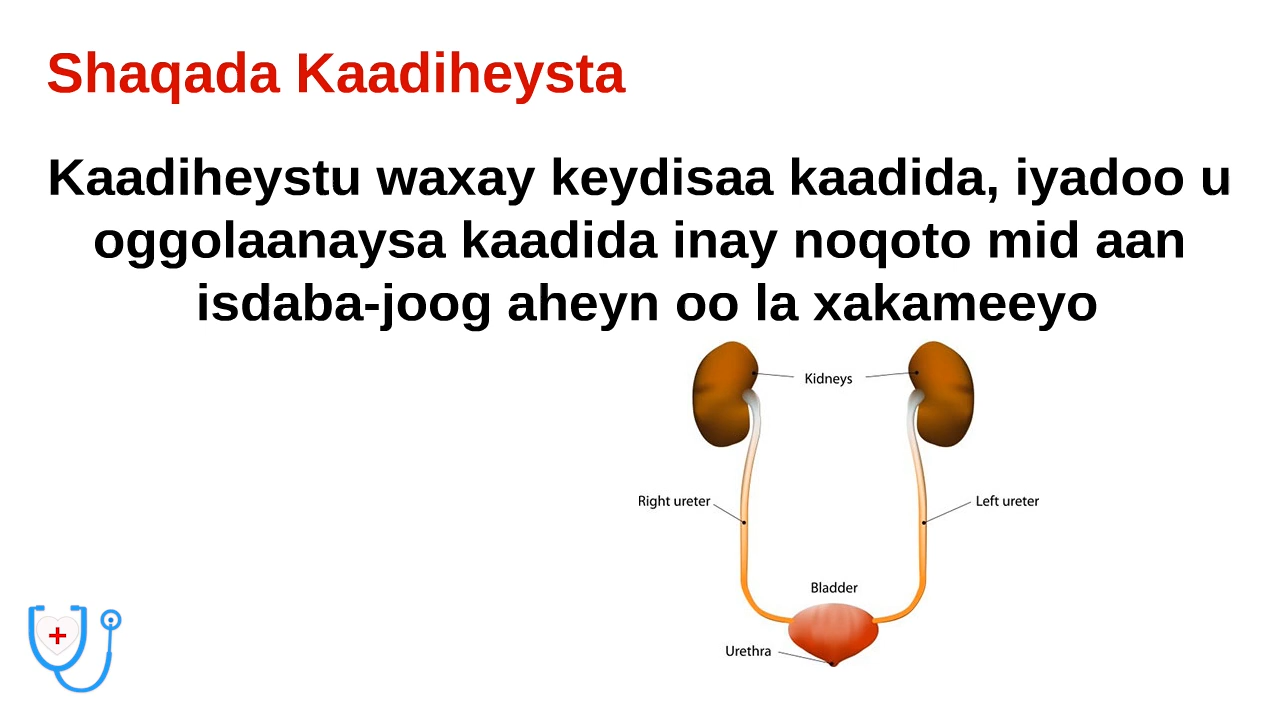 Shaqada Kaadiheysta
Kaadiheystu waxay keydisaa kaadida, iyadoo u
oggolaanaysa kaadida inay noqoto mid aan
isdaba-joog aheyn oo la xakameeyo
Kidneys
Right ureter
Left ureter
Bladder
Urethra